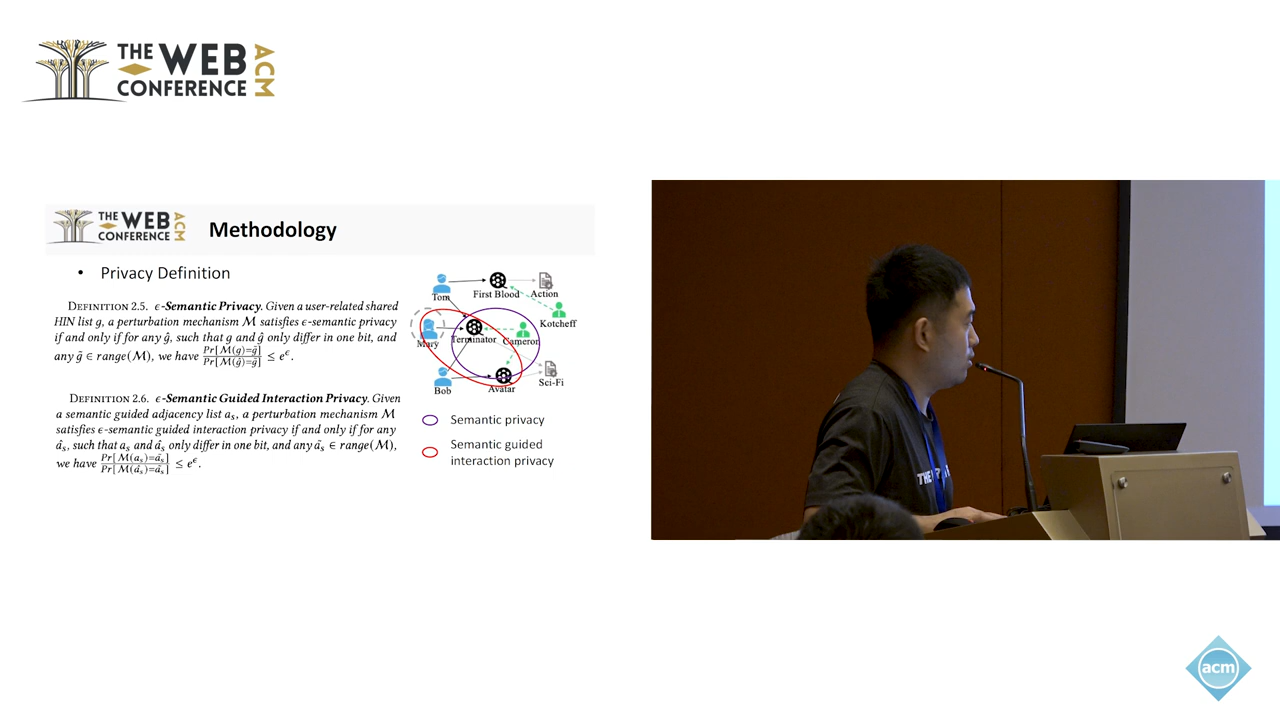 THE WEB
CONFERENCE
ACM
THE WEB
CONFERENCE
ACM
Methodology
• Privacy Definition
DEFINITION 2.5. ϵ-Semantic Privacy. Given a user-related shared
HIN list g, a perturbation mechanism M satisfies ϵ-semantic privacy
if and only if for any ĝ, such that g and ĝ only differ in one bit, and
any g̃ ∈ range(M), we have Pr[M(g)=g̃] / Pr[M(ĝ)=g̃] ≤ e^ϵ.
DEFINITION 2.6. ϵ-Semantic Guided Interaction Privacy. Given
a semantic guided adjacency list a_s, a perturbation mechanism M
satisfies ϵ-semantic guided interaction privacy if and only if for any
â_s, such that a_s and â_s only differ in one bit, and any ã_s ∈ range(M),
we have Pr[M(a_s)=ã_s] / Pr[M(â_s)=ã_s] ≤ e^ϵ.
Tom
First Blood
Action
Kotcheff
Mary
Terminator
Cameron
Bob
Avatar
Sci-Fi
Semantic privacy
Semantic guided
interaction privacy
THE
acm